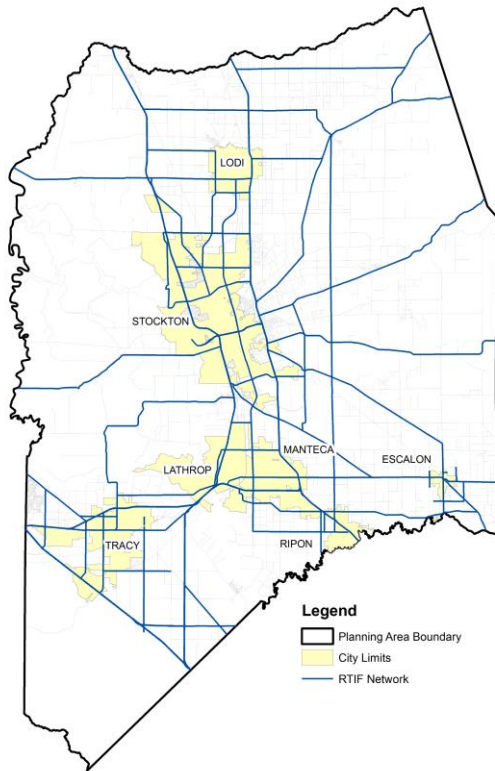 LODI
STOCKTON
MANTECA
LATHROP
ESCALON
TRACY
RIPON
Legend
Planning Area Boundary
City Limits
RTIF Network